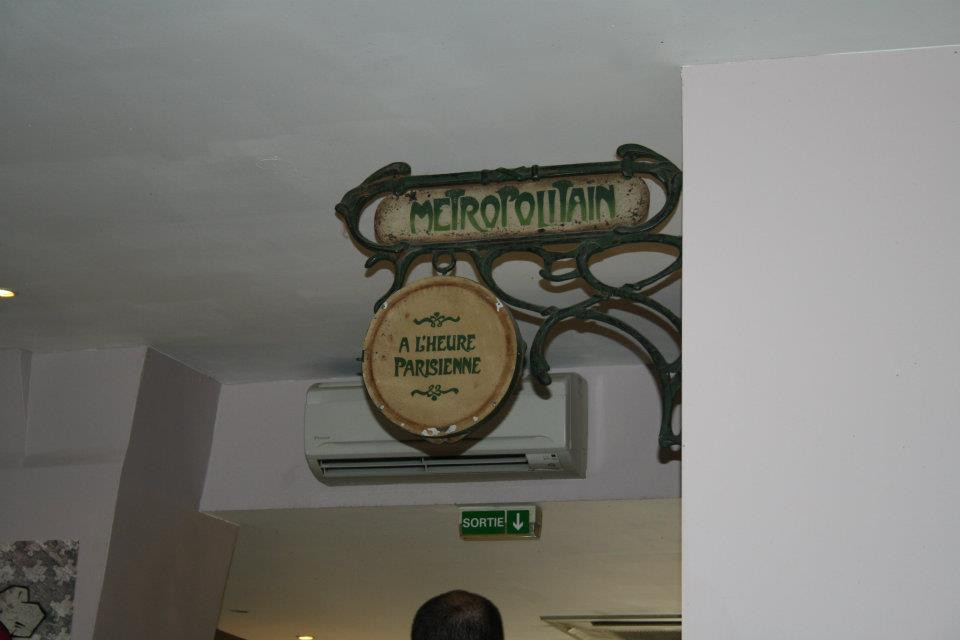 METROPOLITAIN
A L'HEURE
PARISIENNE
SORTIE